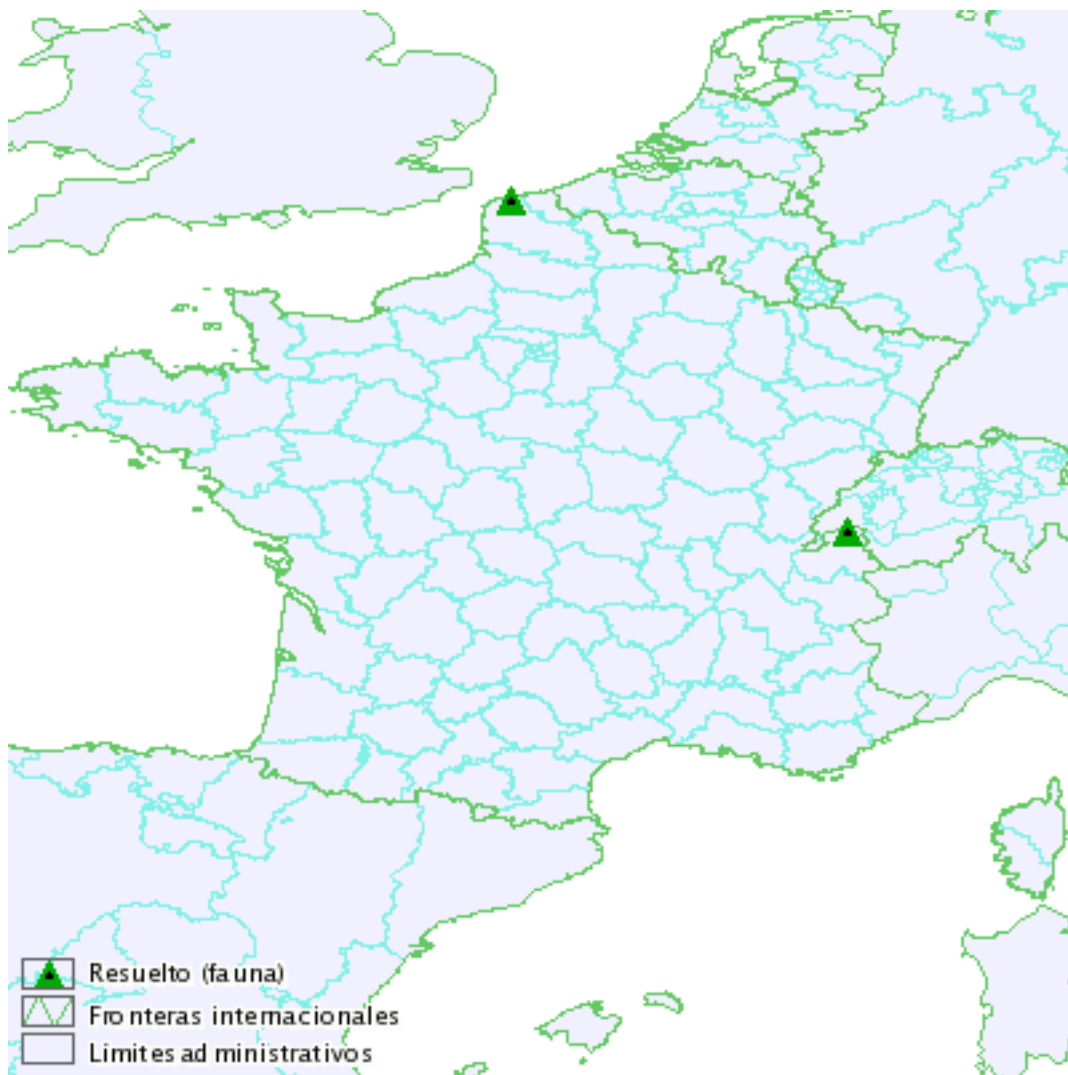 Resuelto (fauna)
Fronteras internacionales
Limites administrativos